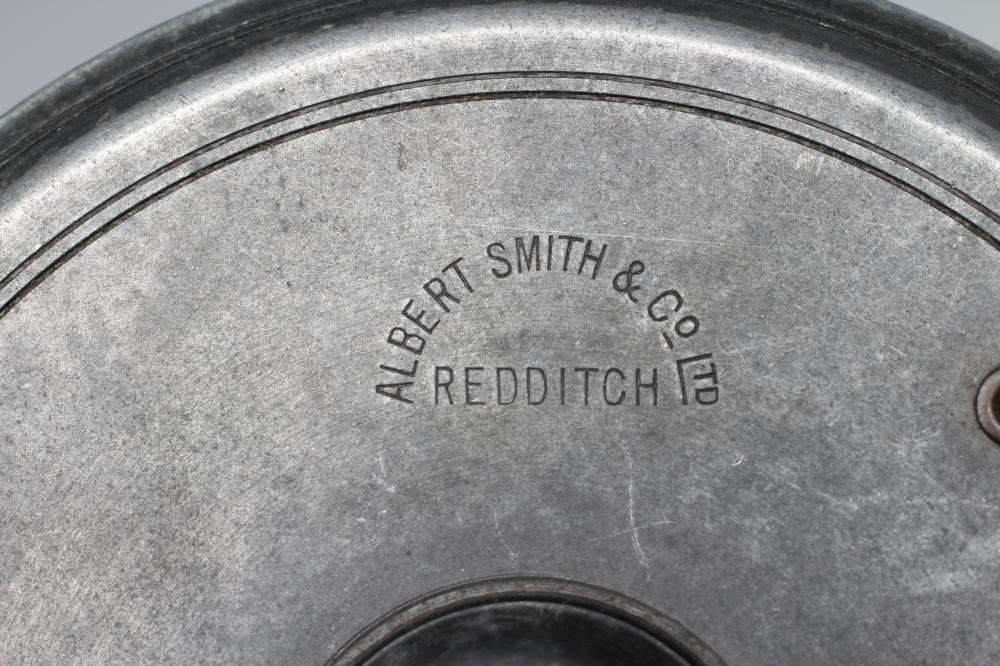 ALBERT SMITH & Cº LTD
REDDITCH